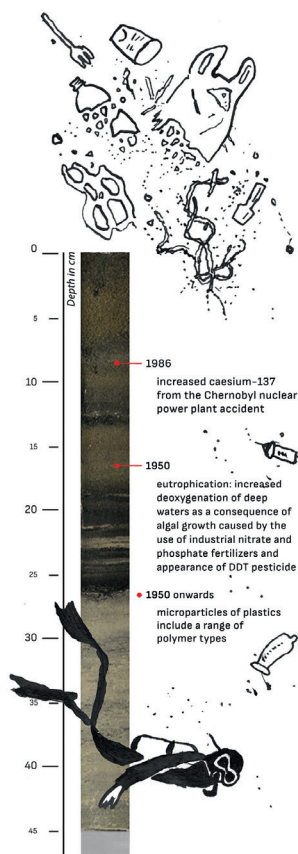 Depth in cm
0
5
1986
10
increased caesium-137
from the Chernobyl nuclear
power plant accident
15
1950
20
eutrophication: increased
deoxygenation of deep
waters as a consequence of
algal growth caused by the
use of industrial nitrate and
phosphate fertilizers and
appearance of DDT pesticide
25
1950 onwards
microparticles of plastics
include a range of
polymer types
30
35
40
45